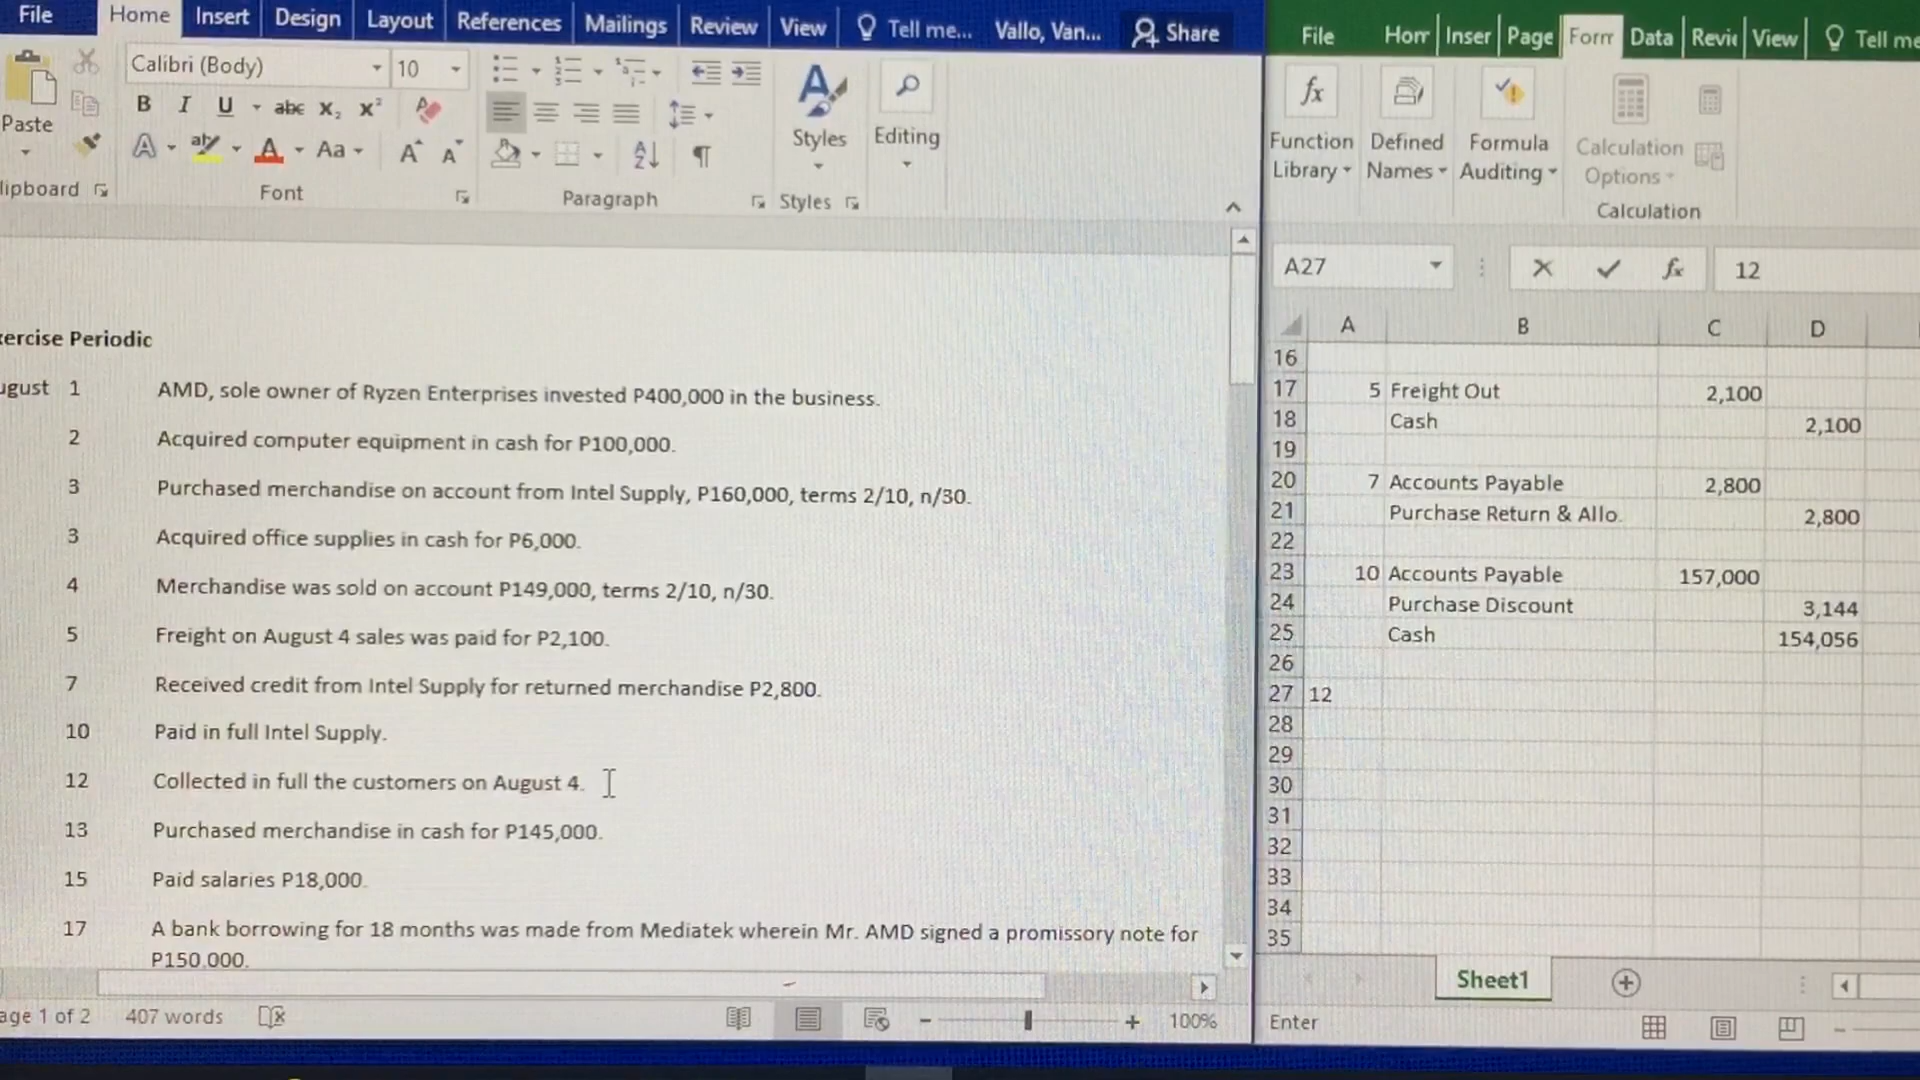 File Home Insert Design Layout References Mailings Review View Tell me... Vallo, Van... Share
Calibri (Body) 10
Paste
B I U abc X₂ X²
Aa
Styles Editing
lipboard Font Paragraph Styles
ercise Periodic
ugust 1 AMD, sole owner of Ryzen Enterprises invested P400,000 in the business.
2 Acquired computer equipment in cash for P100,000.
3 Purchased merchandise on account from Intel Supply, P160,000, terms 2/10, n/30.
3 Acquired office supplies in cash for P6,000.
4 Merchandise was sold on account P149,000, terms 2/10, n/30.
5 Freight on August 4 sales was paid for P2,100.
7 Received credit from Intel Supply for returned merchandise P2,800.
10 Paid in full Intel Supply.
12 Collected in full the customers on August 4.
13 Purchased merchandise in cash for P145,000.
15 Paid salaries P18,000.
17 A bank borrowing for 18 months was made from Mediatek wherein Mr. AMD signed a promissory note for
P150,000.
age 1 of 2 407 words 100%
File Hom Inser Page Form Data Revie View Tell me
fx
Function Library Defined Names Formula Auditing Calculation Options
Calculation
A27 fx 12
A B C D
16
17 5 Freight Out 2,100
18 Cash 2,100
19
20 7 Accounts Payable 2,800
21 Purchase Return & Allo. 2,800
22
23 10 Accounts Payable 157,000
24 Purchase Discount 3,144
25 Cash 154,056
26
27 12
28
29
30
31
32
33
34
35
Sheet1
Enter